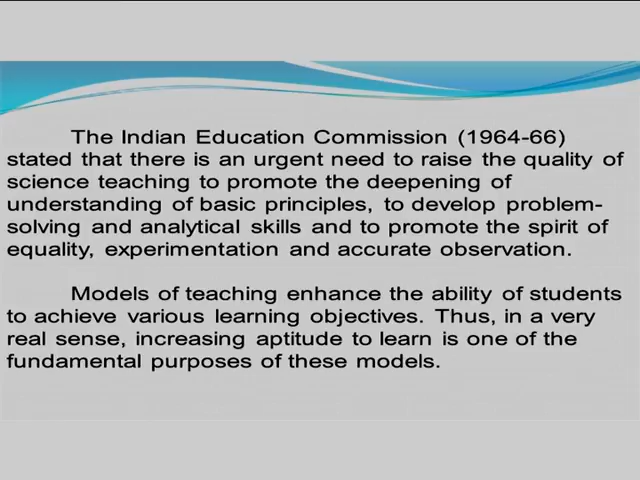 The Indian Education Commission (1964-66)
stated that there is an urgent need to raise the quality of
science teaching to promote the deepening of
understanding of basic principles, to develop problem-
solving and analytical skills and to promote the spirit of
equality, experimentation and accurate observation.
Models of teaching enhance the ability of students
to achieve various learning objectives. Thus, in a very
real sense, increasing aptitude to learn is one of the
fundamental purposes of these models.